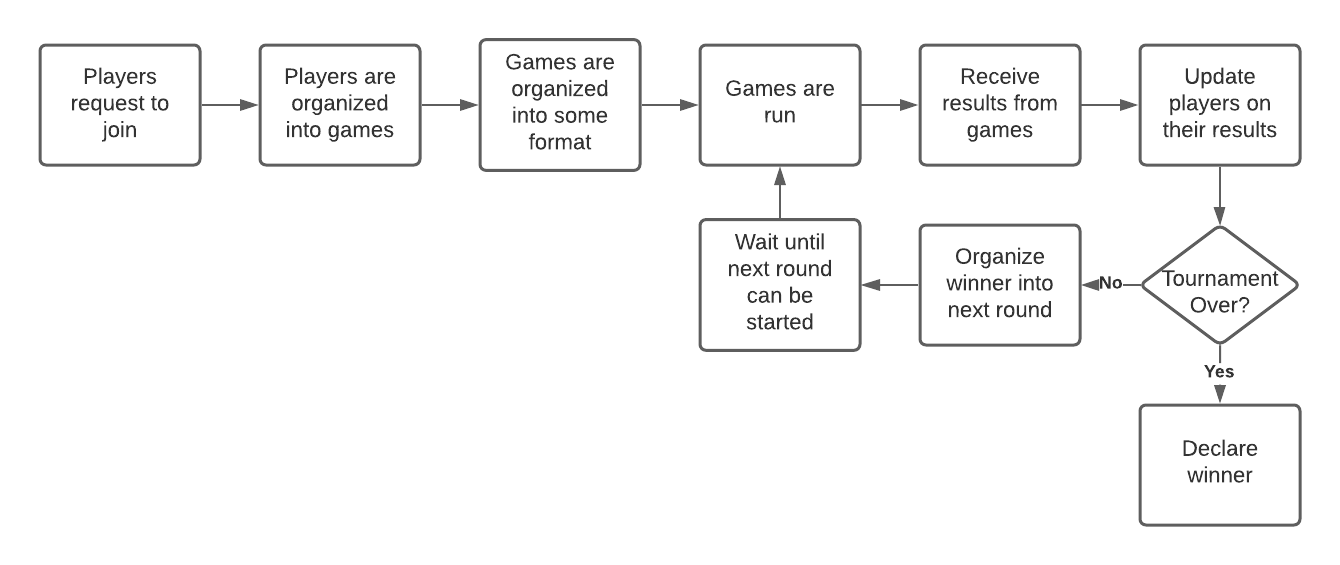 Players
request to
join
Players are
organized
into games
Games are
organized
into some
format
Games are
run
Receive
results from
games
Update
players on
their results
Wait until
next round
can be
started
Organize
winner into
next round
No
Tournament
Over?
Yes
Declare
winner